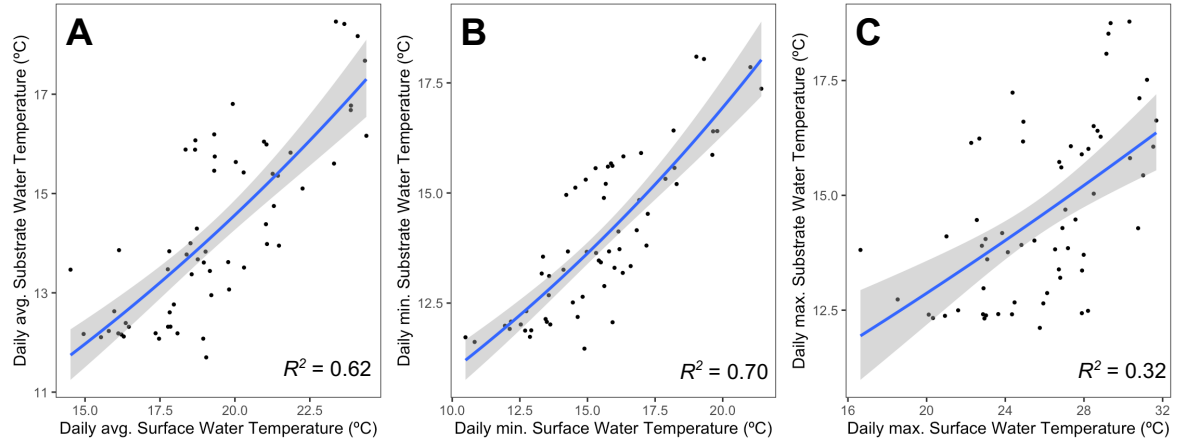 A
Daily avg. Substrate Water Temperature (ºC)
17
15
13
11
15.0 17.5 20.0 22.5
Daily avg. Surface Water Temperature (ºC)
R² = 0.62
B
Daily min. Substrate Water Temperature (ºC)
17.5
15.0
12.5
10.0 12.5 15.0 17.5 20.0
Daily min. Surface Water Temperature (ºC)
R² = 0.70
C
Daily max. Substrate Water Temperature (ºC)
17.5
15.0
12.5
16 20 24 28 32
Daily max. Surface Water Temperature (ºC)
R² = 0.32